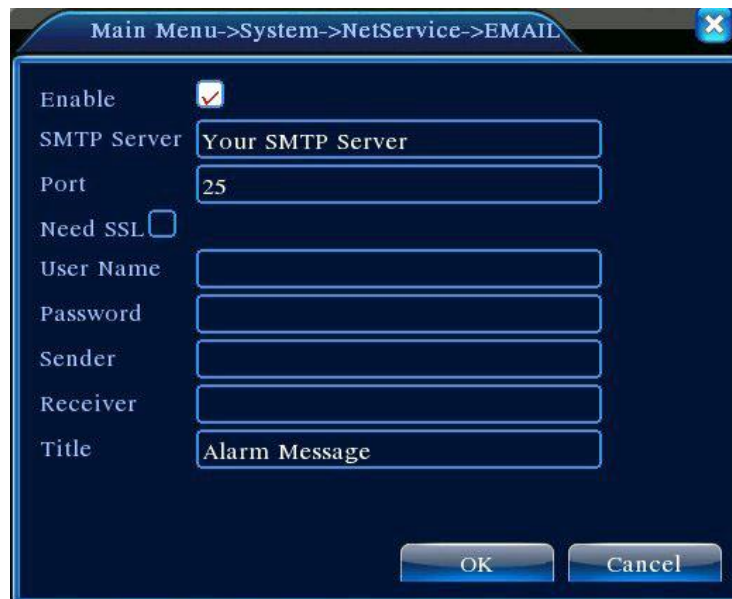 Main Menu->System->NetService->EMAIL
Enable
SMTP Server Your SMTP Server
Port 25
Need SSL
User Name
Password
Sender
Receiver
Title Alarm Message
OK Cancel